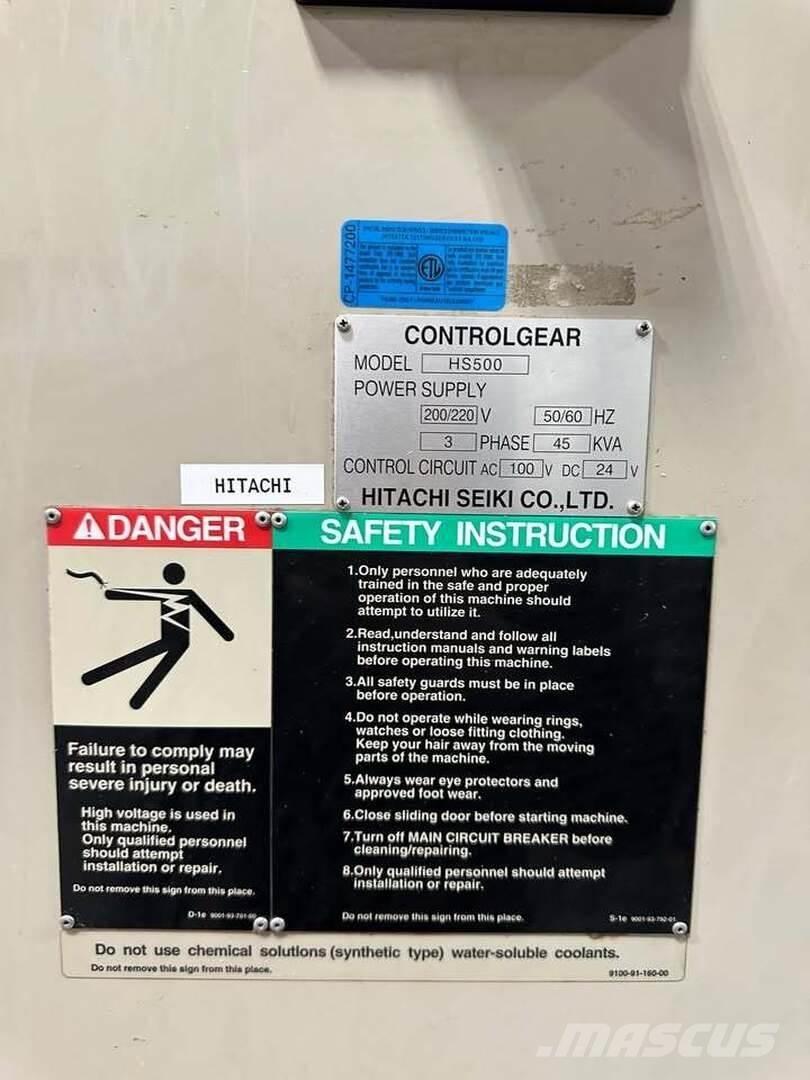 CP-1477200
ETL
CONTROLGEAR
MODEL HS500
POWER SUPPLY
200/220 V 50/60 HZ
3 PHASE 45 KVA
CONTROL CIRCUIT AC 100 V DC 24 V
HITACHI SEIKI CO.,LTD.
HITACHI
DANGER
Failure to comply may
result in personal
severe injury or death.
High voltage is used in
this machine.
Only qualified personnel
should attempt
installation or repair.
Do not remove this sign from this place.
D-1e 9001-93-791-00
SAFETY INSTRUCTION
1.Only personnel who are adequately
trained in the safe and proper
operation of this machine should
attempt to utilize it.
2.Read,understand and follow all
instruction manuals and warning labels
before operating this machine.
3.All safety guards must be in place
before operation.
4.Do not operate while wearing rings,
watches or loose fitting clothing.
Keep your hair away from the moving
parts of the machine.
5.Always wear eye protectors and
approved foot wear.
6.Close sliding door before starting machine.
7.Turn off MAIN CIRCUIT BREAKER before
cleaning/repairing.
8.Only qualified personnel should attempt
installation or repair.
Do not remove this sign from this place.
S-1e 9001-93-792-01
Do not use chemical solutions (synthetic type) water-soluble coolants.
Do not remove this sign from this place.
9100-91-160-00
MASCUS